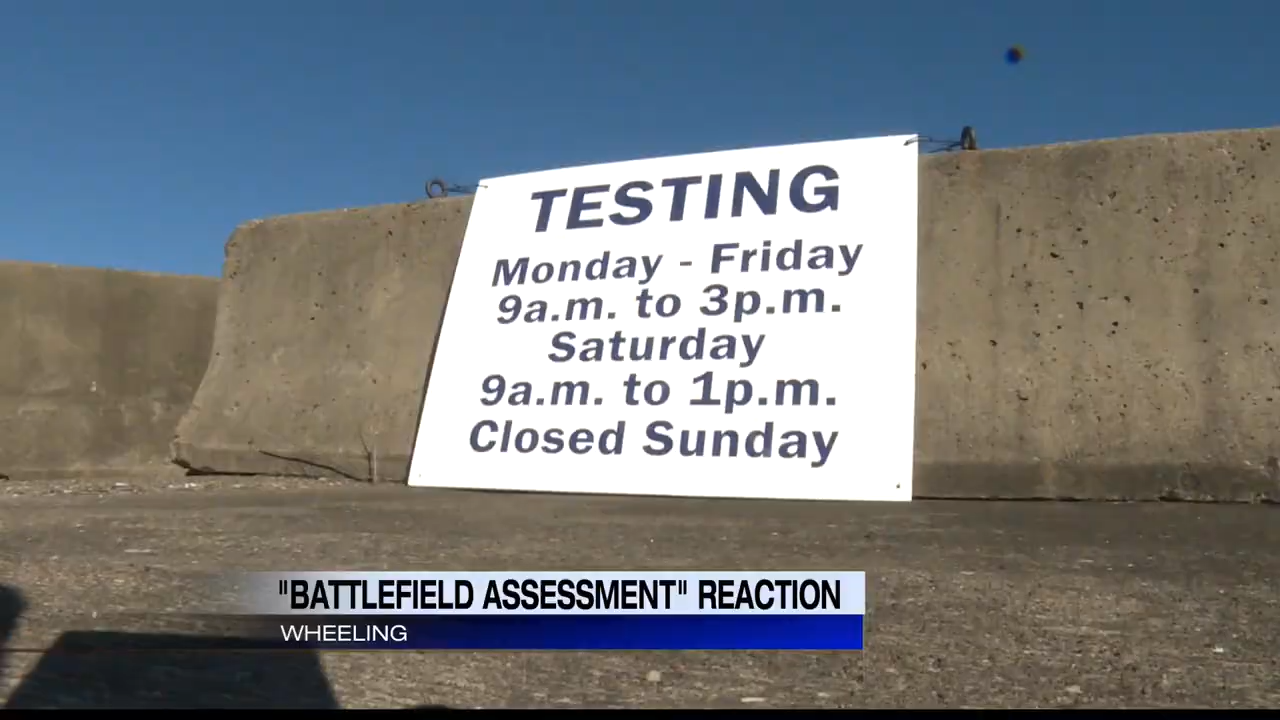 TESTING
Monday - Friday
9a.m. to 3p.m.
Saturday
9a.m. to 1p.m.
Closed Sunday
"BATTLEFIELD ASSESSMENT" REACTION
WHEELING